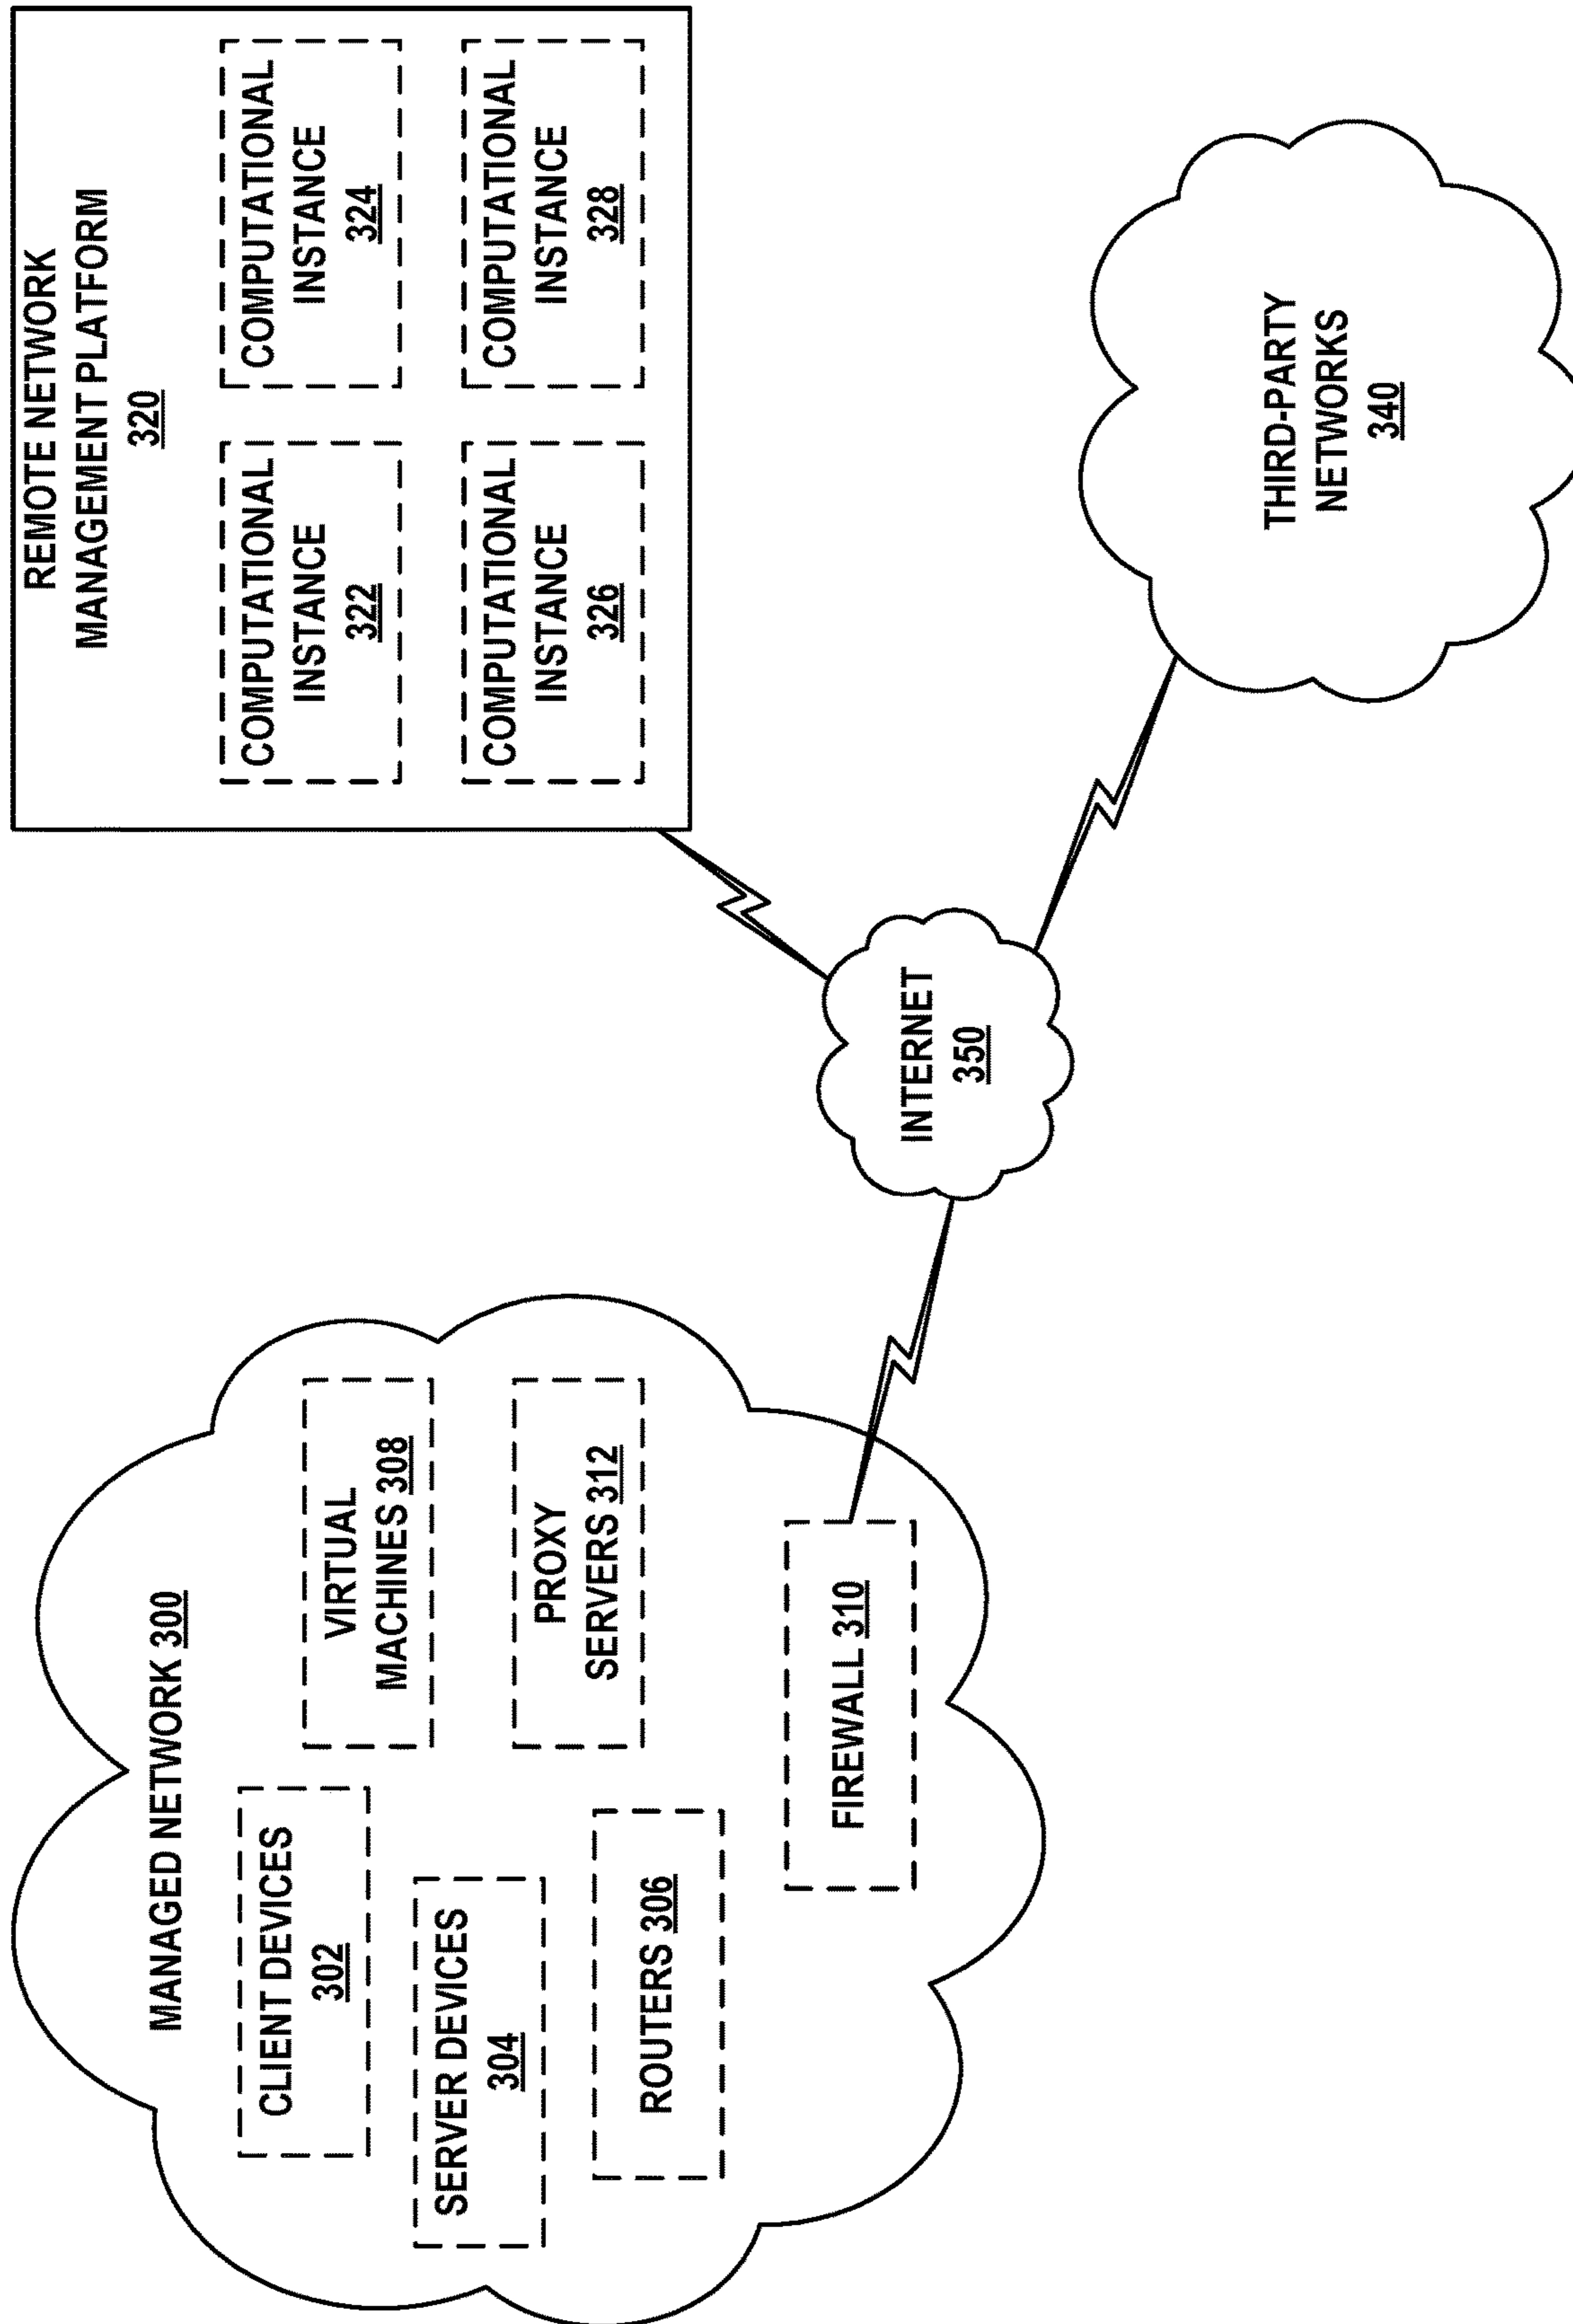 MANAGED NETWORK 300
CLIENT DEVICES
302
SERVER DEVICES
304
ROUTERS 306
VIRTUAL
MACHINES 308
PROXY
SERVERS 312
FIREWALL 310
INTERNET
350
REMOTE NETWORK
MANAGEMENT PLATFORM
320
COMPUTATIONAL
INSTANCE
322
COMPUTATIONAL
INSTANCE
324
COMPUTATIONAL
INSTANCE
326
COMPUTATIONAL
INSTANCE
328
THIRD-PARTY
NETWORKS
340